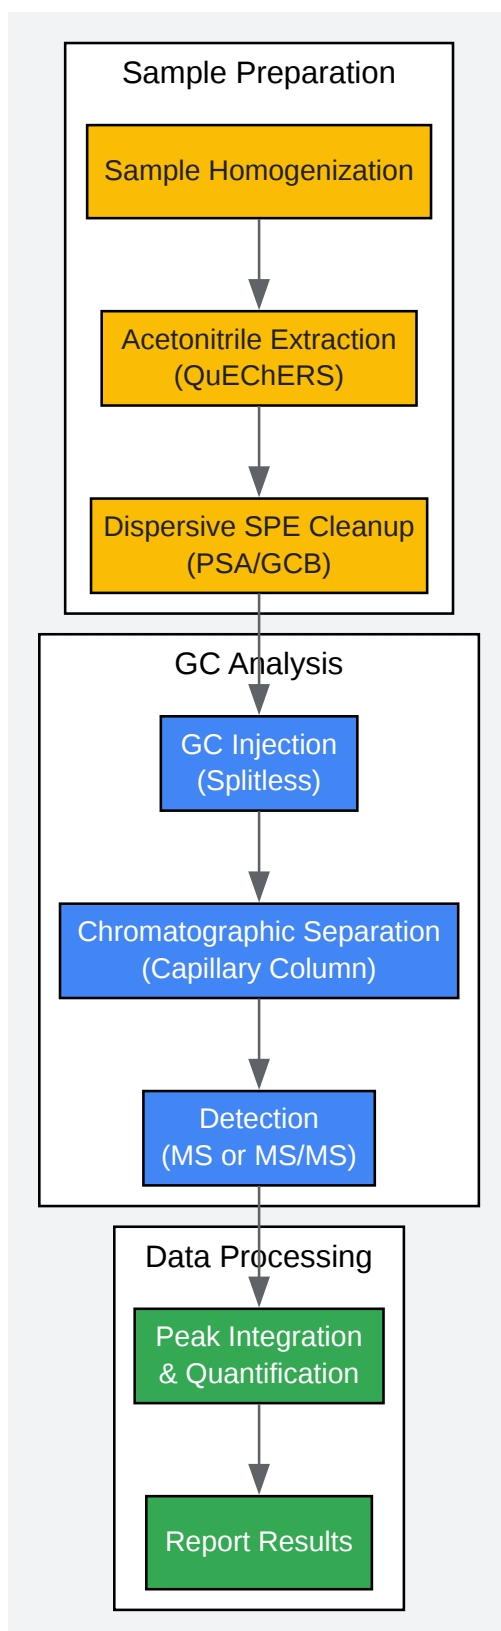 Sample Preparation
Sample Homogenization
Acetonitrile Extraction
(QuEChERS)
Dispersive SPE Cleanup
(PSA/GCB)
GC Analysis
GC Injection
(Splitless)
Chromatographic Separation
(Capillary Column)
Detection
(MS or MS/MS)
Data Processing
Peak Integration
& Quantification
Report Results